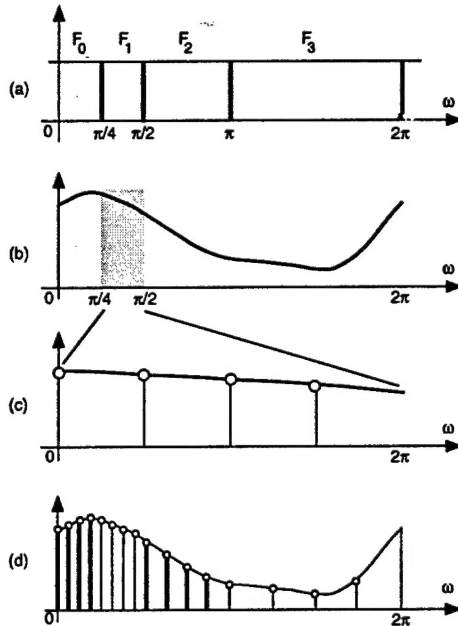 F₀ F₁ F₂ F₃
(a)
ω
0 π/4 π/2 π 2π
(b)
ω
0 π/4 π/2 2π
(c)
ω
0 2π
(d)
ω
0 2π